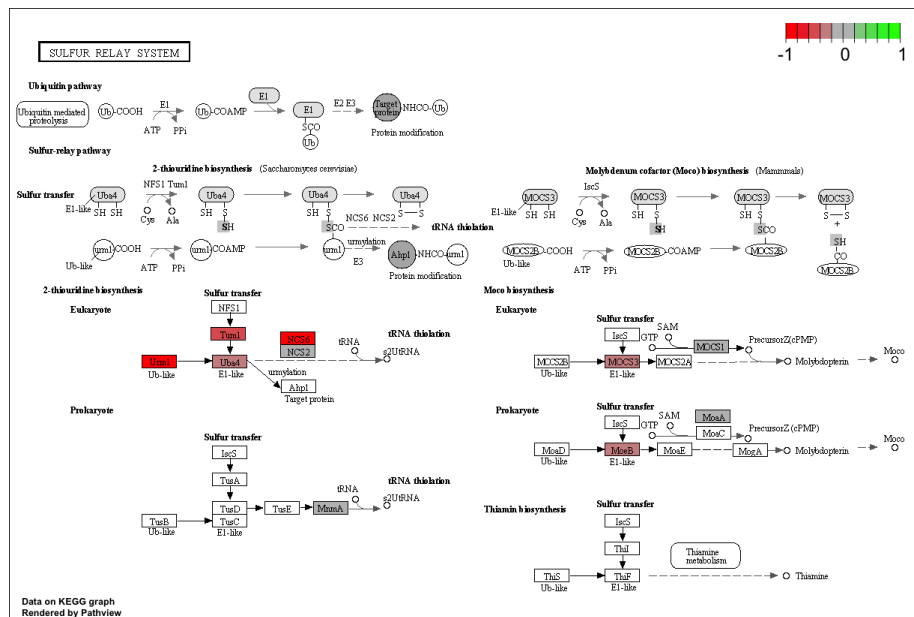 -1 0 1
SULFUR RELAY SYSTEM
Ubiquitin pathway
Ubiquitin mediated
proteolysis
Ub COOH
E1
ATP PPi
Ub COAMP
E1
E1
SCO
Ub
E2 E3
Target
protein
NHCO Ub
Protein modification
Sulfur-relay pathway
2-thiouridine biosynthesis (Saccharomyces cerevisiae)
Molybdenum cofactor (Moco) biosynthesis (Mammmals)
Sulfur transfer
Uba4
SH SH
E1-like
NFS1 Tum1
Cys Ala
Uba4
SH S
SH
Uba4
SH S
SCO
Uba4
S—S
NCS6 NCS2
tRNA thiolation
urm1 COOH
Ub-like
ATP PPi
urm1 COAMP
urm1
urmylation
E3
Ahp1
NHCO urm1
Protein modification
MOCS3
SH SH
E1-like
IscS
Cys Ala
MOCS3
SH S
SH
MOCS3
SH S
SCO
MOCS2B
MOCS3
S—S
+
SH
CO
MOCS2B
MOCS2B COOH
Ub-like
ATP PPi
MOCS2B COAMP
2-thiouridine biosynthesis
Eukaryote
Sulfur transfer
NFS1
Tum1
Urm1
Ub-like
Uba4
E1-like
NCS6
NCS2
tRNA
tRNA thiolation
s2UtRNA
urmylation
Ahp1
Target protein
Prokaryote
Sulfur transfer
IscS
TusA
TusD
TusB
TusC
Ub-like
E1-like
TusE
MnmA
tRNA
tRNA thiolation
s2UtRNA
Moco biosynthesis
Eukaryote
Sulfur transfer
IscS
GTP
SAM
MOCS1
PrecursorZ(cPMP)
MOCS2B
Ub-like
MOCS3
E1-like
MOCS2A
Molybdopterin
Moco
Prokaryote
Sulfur transfer
IscS
GTP
SAM
MoaA
MoaC
PrecursorZ (cPMP)
MoaD
Ub-like
MoeB
E1-like
MoaE
MogA
Molybdopterin
Moco
Thiamin biosynthesis
Sulfur transfer
IscS
ThiI
ThiS
Ub-like
ThiF
E1-like
Thiamine
metabolism
Thiamine
Data on KEGG graph
Rendered by Pathview